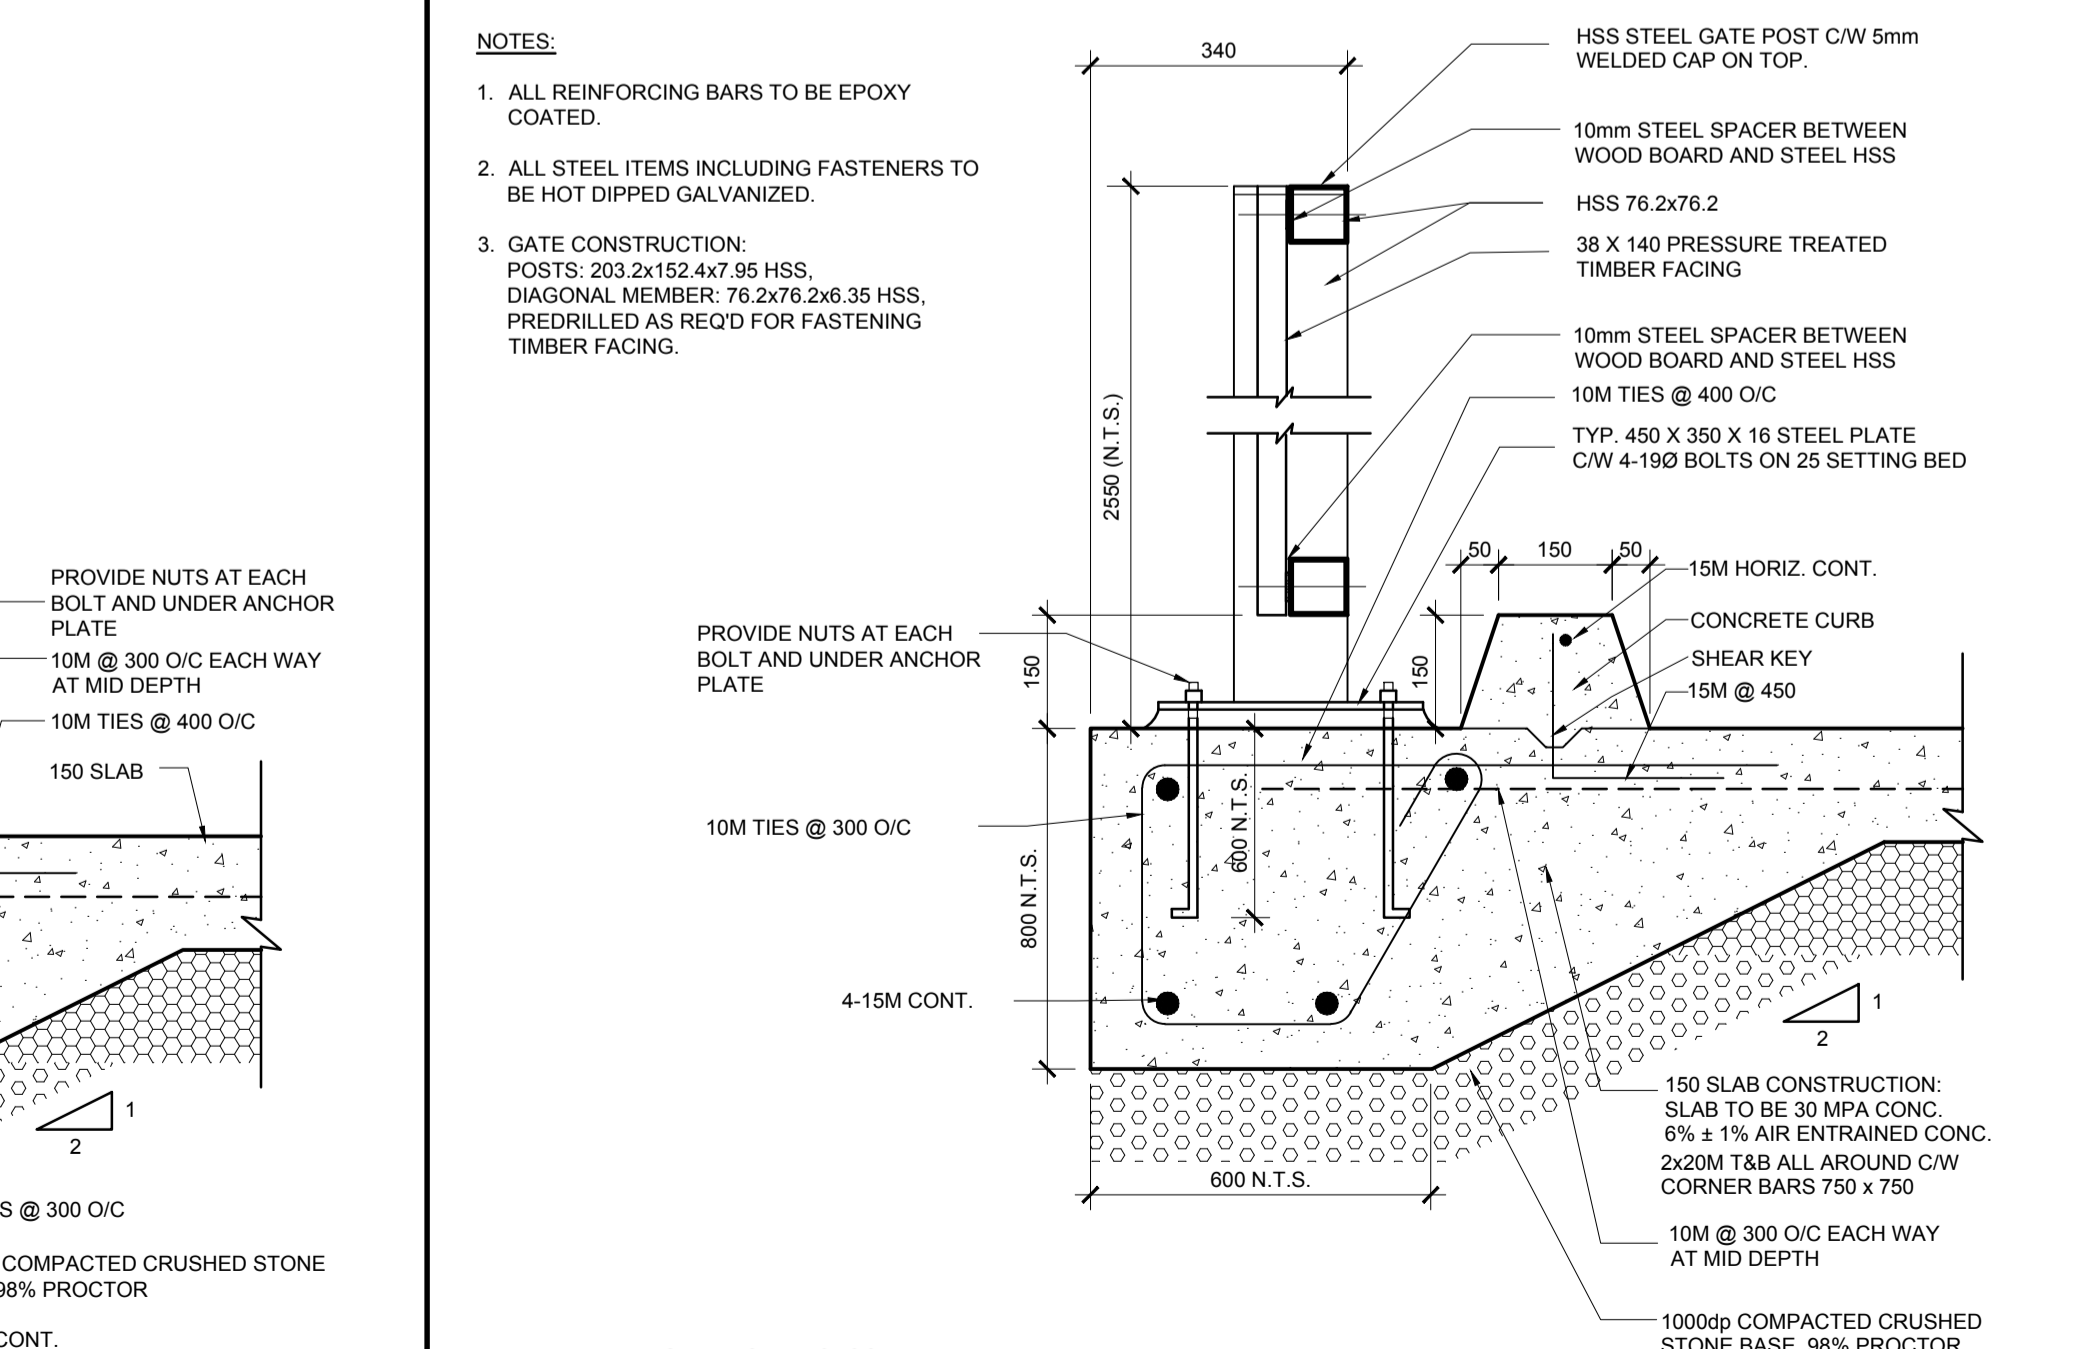 PROVIDE NUTS AT EACH
BOLT AND UNDER ANCHOR
PLATE
10M @ 300 O/C EACH WAY
AT MID DEPTH
10M TIES @ 400 O/C
150 SLAB
1
2
S @ 300 O/C
COMPACTED CRUSHED STONE
98% PROCTOR
CONT.
NOTES:
1. ALL REINFORCING BARS TO BE EPOXY
COATED.
2. ALL STEEL ITEMS INCLUDING FASTENERS TO
BE HOT DIPPED GALVANIZED.
3. GATE CONSTRUCTION:
POSTS: 203.2x152.4x7.95 HSS,
DIAGONAL MEMBER: 76.2x76.2x6.35 HSS,
PREDRILLED AS REQ'D FOR FASTENING
TIMBER FACING.
340
2550 (N.T.S.)
HSS STEEL GATE POST C/W 5mm
WELDED CAP ON TOP.
10mm STEEL SPACER BETWEEN
WOOD BOARD AND STEEL HSS
HSS 76.2x76.2
38 X 140 PRESSURE TREATED
TIMBER FACING
10mm STEEL SPACER BETWEEN
WOOD BOARD AND STEEL HSS
10M TIES @ 400 O/C
TYP. 450 X 350 X 16 STEEL PLATE
C/W 4-19Ø BOLTS ON 25 SETTING BED
50
150
50
15M HORIZ. CONT.
CONCRETE CURB
SHEAR KEY
15M @ 450
PROVIDE NUTS AT EACH
BOLT AND UNDER ANCHOR
PLATE
150
150
10M TIES @ 300 O/C
600 N.T.S.
800 N.T.S.
4-15M CONT.
1
2
600 N.T.S.
150 SLAB CONSTRUCTION:
SLAB TO BE 30 MPA CONC.
6% ± 1% AIR ENTRAINED CONC.
2x20M T&B ALL AROUND C/W
CORNER BARS 750 x 750
10M @ 300 O/C EACH WAY
AT MID DEPTH
1000dp COMPACTED CRUSHED
STONE BASE, 98% PROCTOR